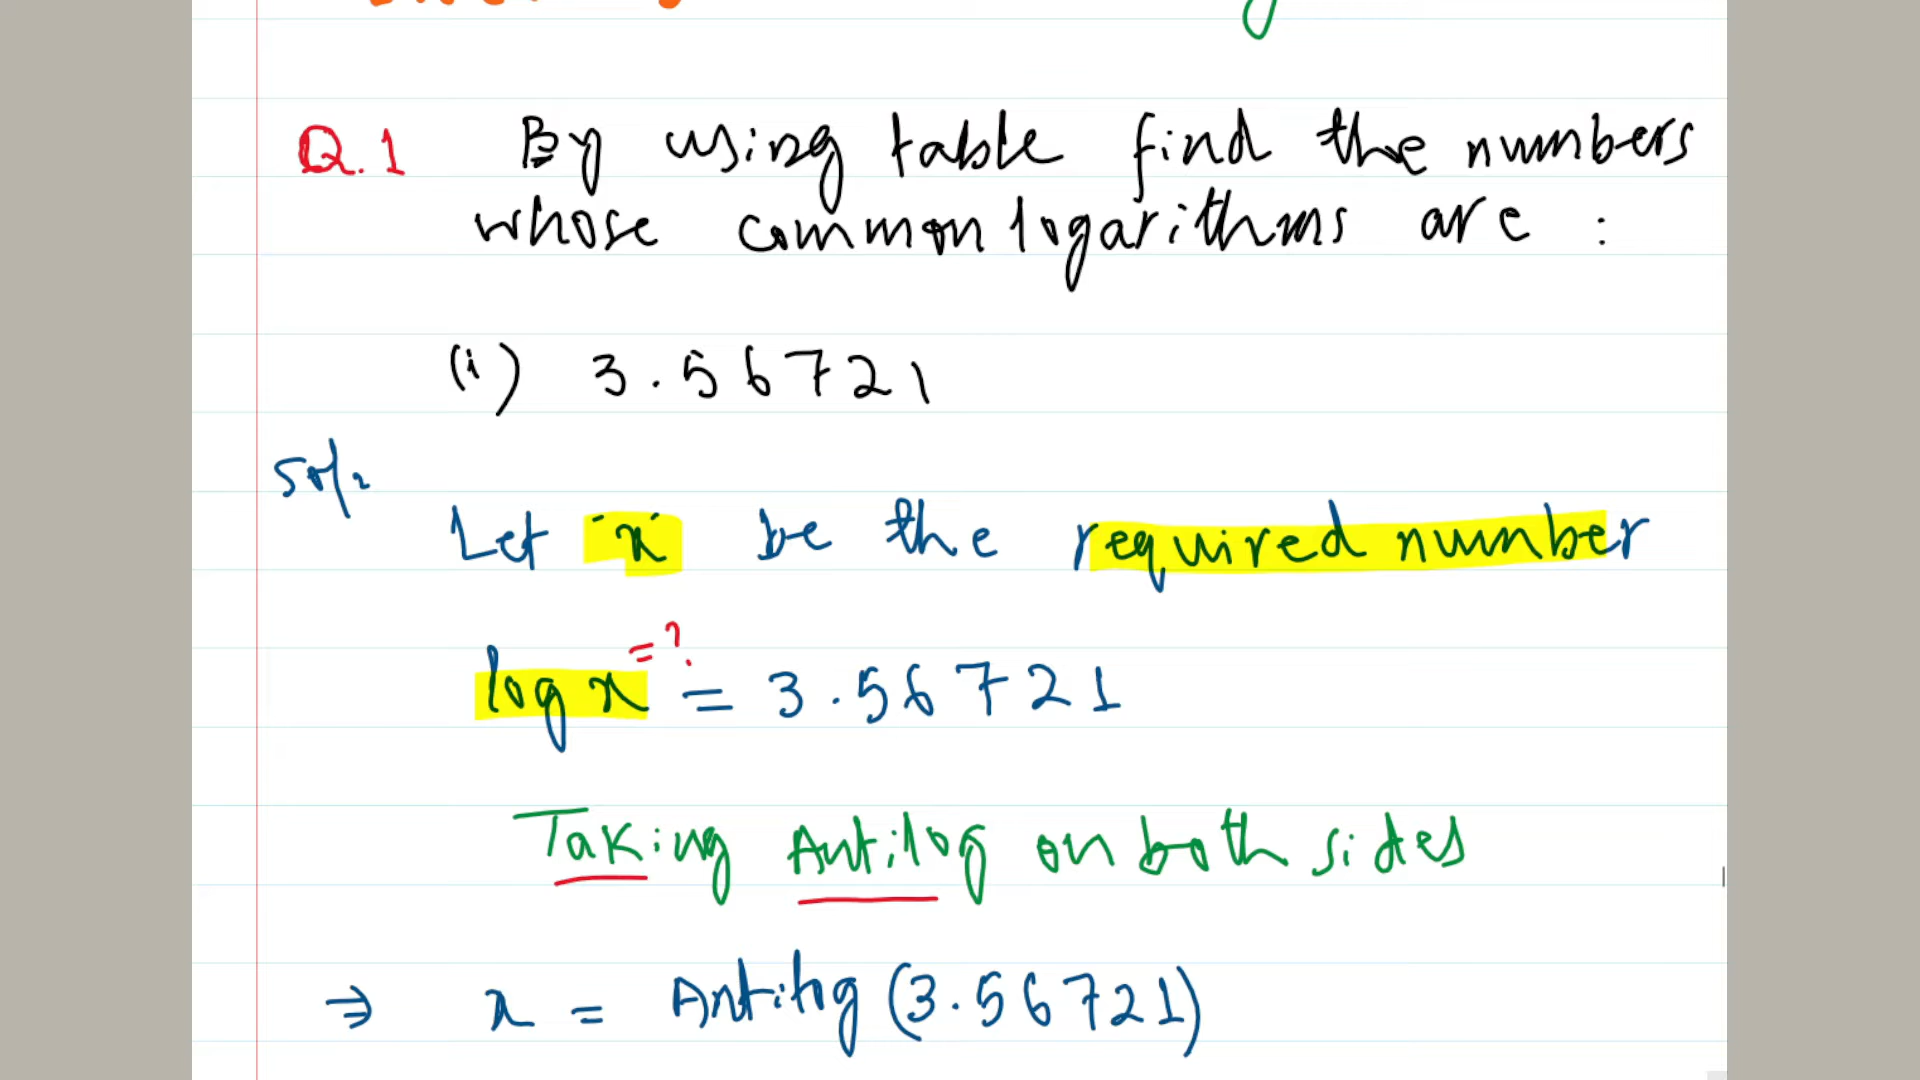 Q.1 By using table find the numbers
whose common logarithms are :
(i) 3.56721
Sol.
Let 'x' be the required number
= ?
log x = 3.56721
Taking Antilog on both sides
⇒ x = Antilog (3.56721)